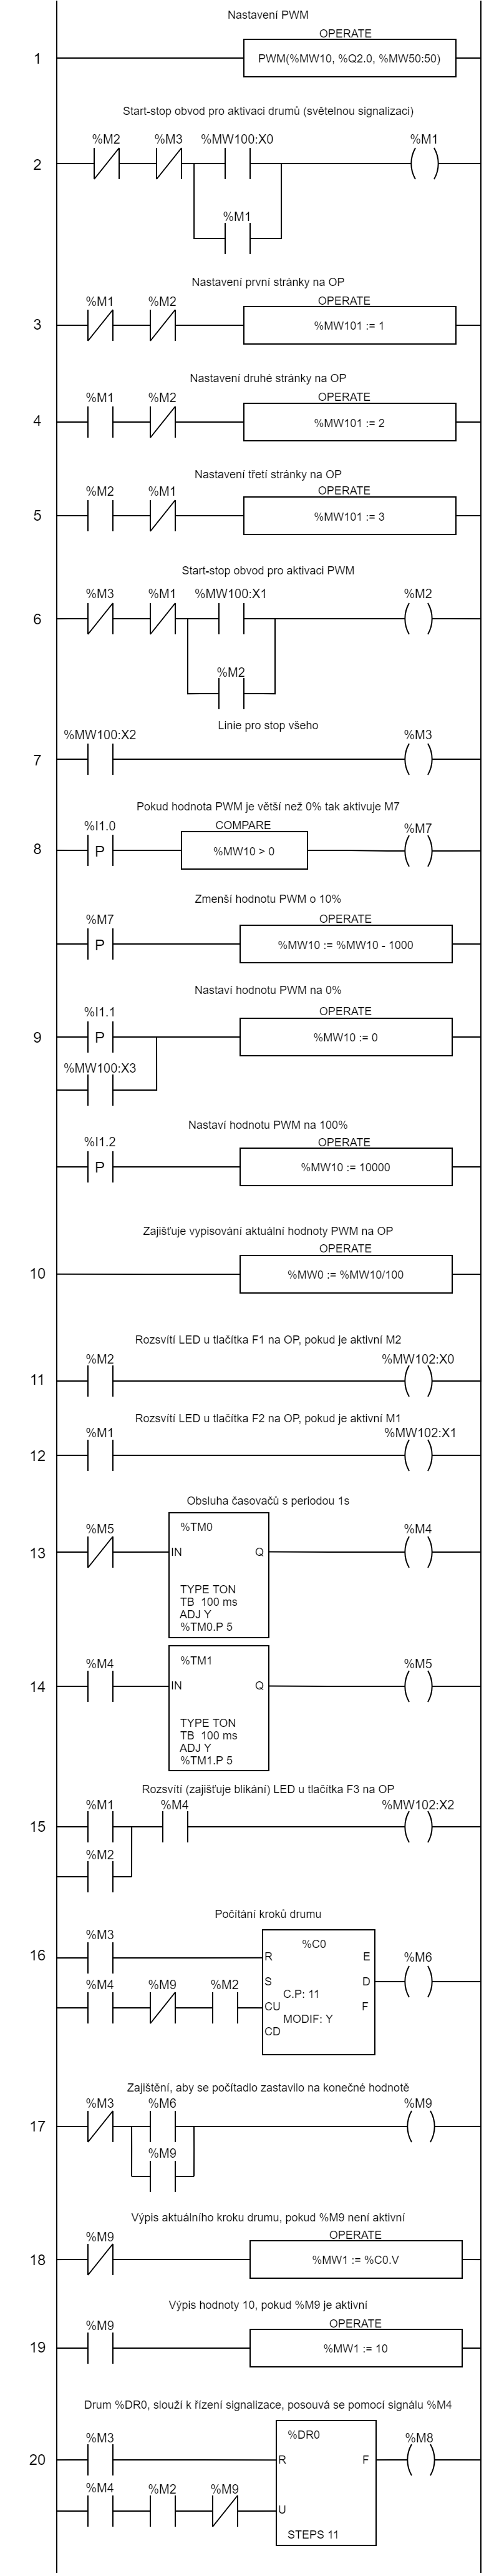 Nastavení PWM
OPERATE
1
PWM(%MW10, %Q2.0, %MW50:50)
Start-stop obvod pro aktivaci drumů (světelnou signalizaci)
%M2 %M3 %MW100:X0 %M1
2
%M1
Nastavení první stránky na OP
%M1 %M2 OPERATE
3
%MW101 := 1
Nastavení druhé stránky na OP
%M1 %M2 OPERATE
4
%MW101 := 2
Nastavení třetí stránky na OP
%M2 %M1 OPERATE
5
%MW101 := 3
Start-stop obvod pro aktivaci PWM
%M3 %M1 %MW100:X1 %M2
6
%M2
Linie pro stop všeho
%MW100:X2 %M3
7
Pokud hodnota PWM je větší než 0% tak aktivuje M7
%I1.0 COMPARE %M7
8 P %MW10 > 0
Zmenší hodnotu PWM o 10%
%M7 OPERATE
P %MW10 := %MW10 - 1000
Nastaví hodnotu PWM na 0%
%I1.1 OPERATE
9 P %MW10 := 0
%MW100:X3
Nastaví hodnotu PWM na 100%
%I1.2 OPERATE
P %MW10 := 10000
Zajišťuje vypisování aktuální hodnoty PWM na OP
OPERATE
10 %MW0 := %MW10/100
Rozsvítí LED u tlačítka F1 na OP, pokud je aktivní M2
%M2 %MW102:X0
11
Rozsvítí LED u tlačítka F2 na OP, pokud je aktivní M1
%M1 %MW102:X1
12
Obsluha časovačů s periodou 1s
%M5 %TM0 %M4
13 IN Q
TYPE TON
TB 100 ms
ADJ Y
%TM0.P 5
%M4 %TM1 %M5
14 IN Q
TYPE TON
TB 100 ms
ADJ Y
%TM1.P 5
Rozsvítí (zajišťuje blikání) LED u tlačítka F3 na OP
%M1 %M4 %MW102:X2
15
%M2
Počítání kroků drumu
%M3 %C0
16 R E %M6
S D
%M4 %M9 %M2 C.P: 11
CU F
MODIF: Y
CD
Zajištění, aby se počítadlo zastavilo na konečné hodnotě
%M3 %M6 %M9
17
%M9
Výpis aktuálního kroku drumu, pokud %M9 není aktivní
%M9 OPERATE
18 %MW1 := %C0.V
Výpis hodnoty 10, pokud %M9 je aktivní
%M9 OPERATE
19 %MW1 := 10
Drum %DR0, slouží k řízení signalizace, posouvá se pomocí signálu %M4
%M3 %DR0 %M8
20 R F
%M4 %M2 %M9
U
STEPS 11